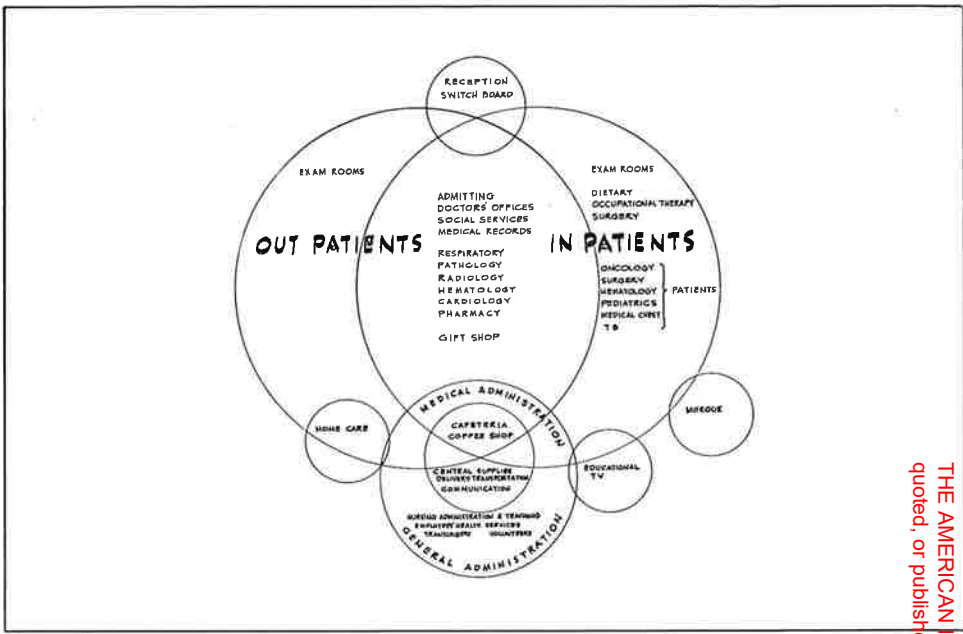 RECEPTION
SWITCH BOARD
EXAM ROOMS
EXAM ROOMS
ADMITTING
DOCTORS' OFFICES
SOCIAL SERVICES
MEDICAL RECORDS
DIETARY
OCCUPATIONAL THERAPY
SURGERY
OUT PATIENTS
IN PATIENTS
RESPIRATORY
PATHOLOGY
RADIOLOGY
HEMATOLOGY
CARDIOLOGY
PHARMACY
GIFT SHOP
ONCOLOGY
SURGERY
HEMATOLOGY
PEDIATRICS
MEDICAL CHEST
TB
PATIENTS
MEDICAL ADMINISTRATION
HOME CARE
CAFETERIA
COFFEE SHOP
MORGUE
CENTRAL SUPPLIES
DELIVERY TRANSPORTATION
COMMUNICATION
EDUCATIONAL
TV
NURSING ADMINISTRATION & TRAINING
EMPLOYEES' HEALTH SERVICES
VOLUNTEERS
GENERAL ADMINISTRATION
THE AMERICAN
quoted, or publish